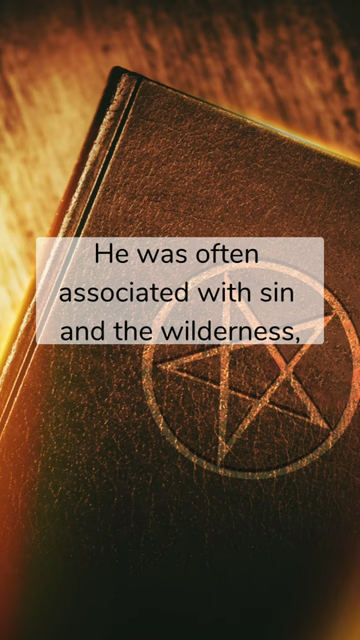 He was often
associated with sin
and the wilderness,